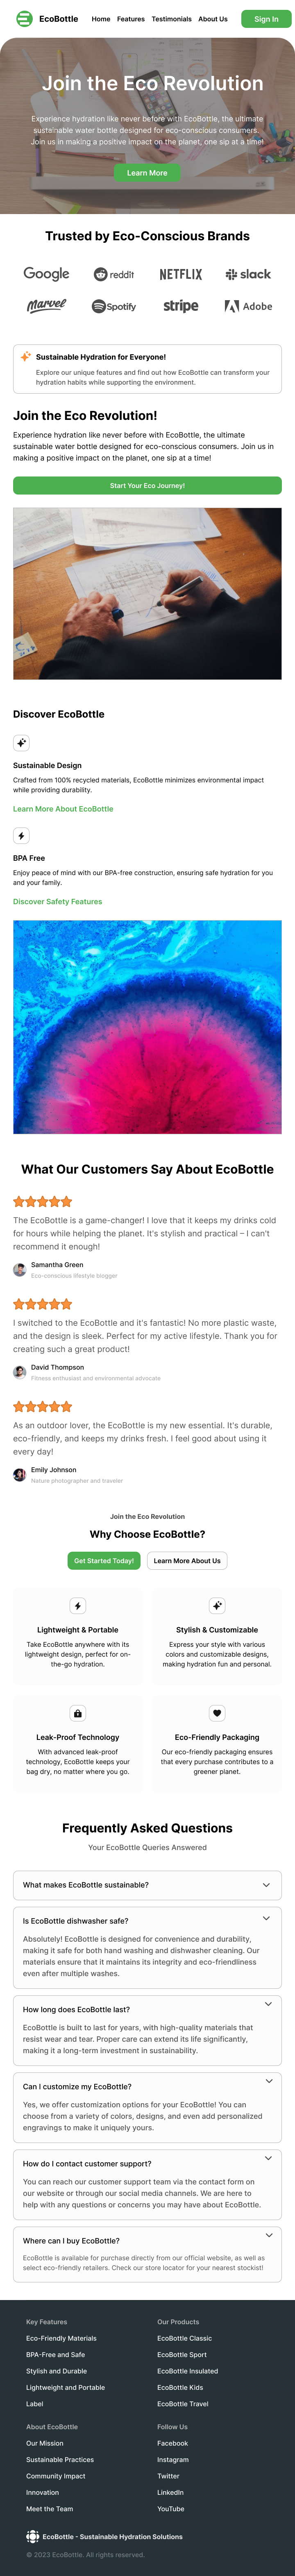 EcoBottle
Home Features Testimonials About Us
Sign In
Join the Eco Revolution
Experience hydration like never before with EcoBottle, the ultimate
sustainable water bottle designed for eco-conscious consumers.
Join us in making a positive impact on the planet, one sip at a time!
Learn More
Trusted by Eco-Conscious Brands
Google reddit NETFLIX slack
MARVEL Spotify stripe Adobe
Sustainable Hydration for Everyone!
Explore our unique features and find out how EcoBottle can transform your
hydration habits while supporting the environment.
Join the Eco Revolution!
Experience hydration like never before with EcoBottle, the ultimate
sustainable water bottle designed for eco-conscious consumers. Join us in
making a positive impact on the planet, one sip at a time!
Start Your Eco Journey!
Discover EcoBottle
Sustainable Design
Crafted from 100% recycled materials, EcoBottle minimizes environmental impact
while providing durability.
Learn More About EcoBottle
BPA Free
Enjoy peace of mind with our BPA-free construction, ensuring safe hydration for you
and your family.
Discover Safety Features
What Our Customers Say About EcoBottle
The EcoBottle is a game-changer! I love that it keeps my drinks cold
for hours while helping the planet. It's stylish and practical – I can't
recommend it enough!
Samantha Green
Eco-conscious lifestyle blogger
I switched to the EcoBottle and it's fantastic! No more plastic waste,
and the design is sleek. Perfect for my active lifestyle. Thank you for
creating such a great product!
David Thompson
Fitness enthusiast and environmental advocate
As an outdoor lover, the EcoBottle is my new essential. It's durable,
eco-friendly, and keeps my drinks fresh. I feel good about using it
every day!
Emily Johnson
Nature photographer and traveler
Join the Eco Revolution
Why Choose EcoBottle?
Get Started Today! Learn More About Us
Lightweight & Portable
Take EcoBottle anywhere with its
lightweight design, perfect for on-
the-go hydration.
Stylish & Customizable
Express your style with various
colors and customizable designs,
making hydration fun and personal.
Leak-Proof Technology
With advanced leak-proof
technology, EcoBottle keeps your
bag dry, no matter where you go.
Eco-Friendly Packaging
Our eco-friendly packaging ensures
that every purchase contributes to a
greener planet.
Frequently Asked Questions
Your EcoBottle Queries Answered
What makes EcoBottle sustainable?
Is EcoBottle dishwasher safe?
Absolutely! EcoBottle is designed for convenience and durability,
making it safe for both hand washing and dishwasher cleaning. Our
materials ensure that it maintains its integrity and eco-friendliness
even after multiple washes.
How long does EcoBottle last?
EcoBottle is built to last for years, with high-quality materials that
resist wear and tear. Proper care can extend its life significantly,
making it a long-term investment in sustainability.
Can I customize my EcoBottle?
Yes, we offer customization options for your EcoBottle! You can
choose from a variety of colors, designs, and even add personalized
engravings to make it uniquely yours.
How do I contact customer support?
You can reach our customer support team via the contact form on
our website or through our social media channels. We are here to
help with any questions or concerns you may have about EcoBottle.
Where can I buy EcoBottle?
EcoBottle is available for purchase directly from our official website, as well as
select eco-friendly retailers. Check our store locator for your nearest stockist!
Key Features
Eco-Friendly Materials
BPA-Free and Safe
Stylish and Durable
Lightweight and Portable
Label
Our Products
EcoBottle Classic
EcoBottle Sport
EcoBottle Insulated
EcoBottle Kids
EcoBottle Travel
About EcoBottle
Our Mission
Sustainable Practices
Community Impact
Innovation
Meet the Team
Follow Us
Facebook
Instagram
Twitter
LinkedIn
YouTube
EcoBottle - Sustainable Hydration Solutions
© 2023 EcoBottle. All rights reserved.